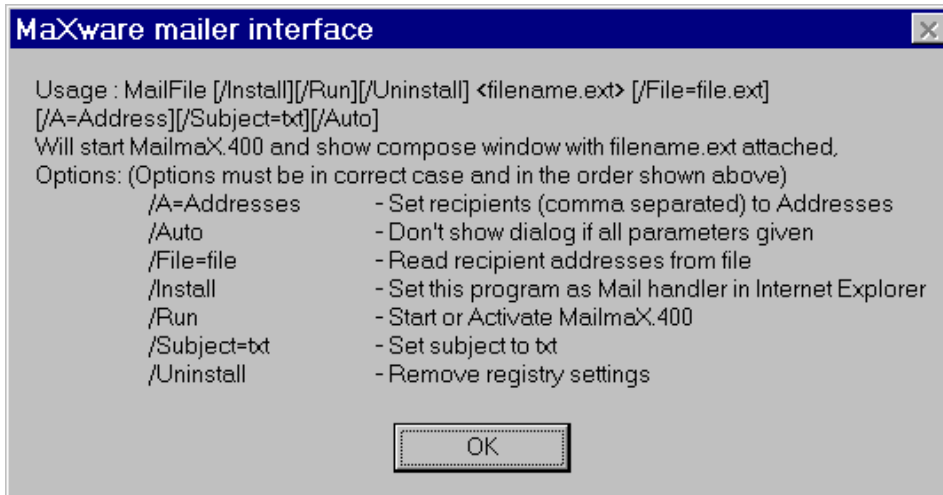 MaXware mailer interface
Usage : MailFile [/Install][/Run][/Uninstall] <filename.ext> [/File=file.ext]
[/A=Address][/Subject=txt][/Auto]
Will start MailmaX.400 and show compose window with filename.ext attached,
Options: (Options must be in correct case and in the order shown above)
/A=Addresses - Set recipients (comma separated) to Addresses
/Auto - Don't show dialog if all parameters given
/File=file - Read recipient addresses from file
/Install - Set this program as Mail handler in Internet Explorer
/Run - Start or Activate MailmaX.400
/Subject=txt - Set subject to txt
/Uninstall - Remove registry settings
OK